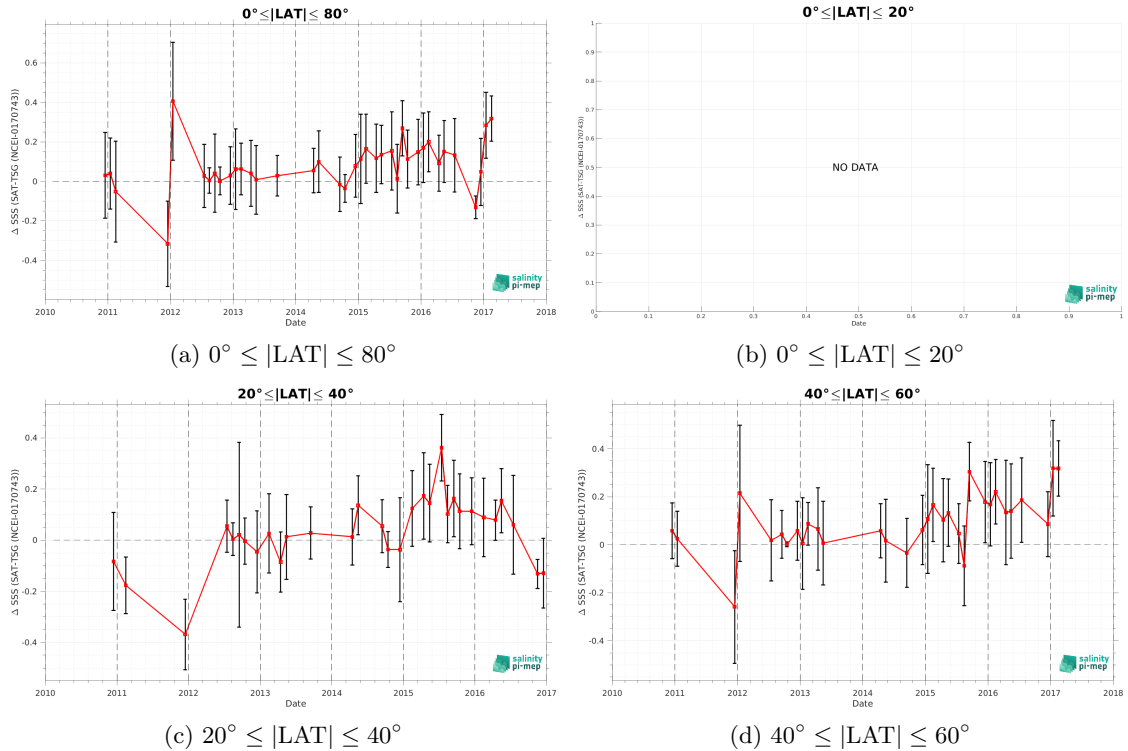 0°≤|LAT|≤ 80°
Δ SSS (SAT-TSG (NCEI-0170743))
0.6
0.4
0.2
0
-0.2
-0.4
2010 2011 2012 2013 2014 2015 2016 2017 2018
Date
salinity
pi-mep
(a) 0° ≤ |LAT| ≤ 80°
0°≤|LAT|≤ 20°
Δ SSS (SAT-TSG (NCEI-0170743))
1
0.9
0.8
0.7
0.6
0.5
0.4
0.3
0.2
0.1
0
NO DATA
0 0.1 0.2 0.3 0.4 0.5 0.6 0.7 0.8 0.9 1
Date
salinity
pi-mep
(b) 0° ≤ |LAT| ≤ 20°
20°≤|LAT|≤ 40°
Δ SSS (SAT-TSG (NCEI-0170743))
0.4
0.2
0
-0.2
-0.4
2010 2011 2012 2013 2014 2015 2016 2017
Date
salinity
pi-mep
(c) 20° ≤ |LAT| ≤ 40°
40°≤|LAT|≤ 60°
Δ SSS (SAT-TSG (NCEI-0170743))
0.4
0.2
0
-0.2
-0.4
2010 2011 2012 2013 2014 2015 2016 2017 2018
Date
salinity
pi-mep
(d) 40° ≤ |LAT| ≤ 60°